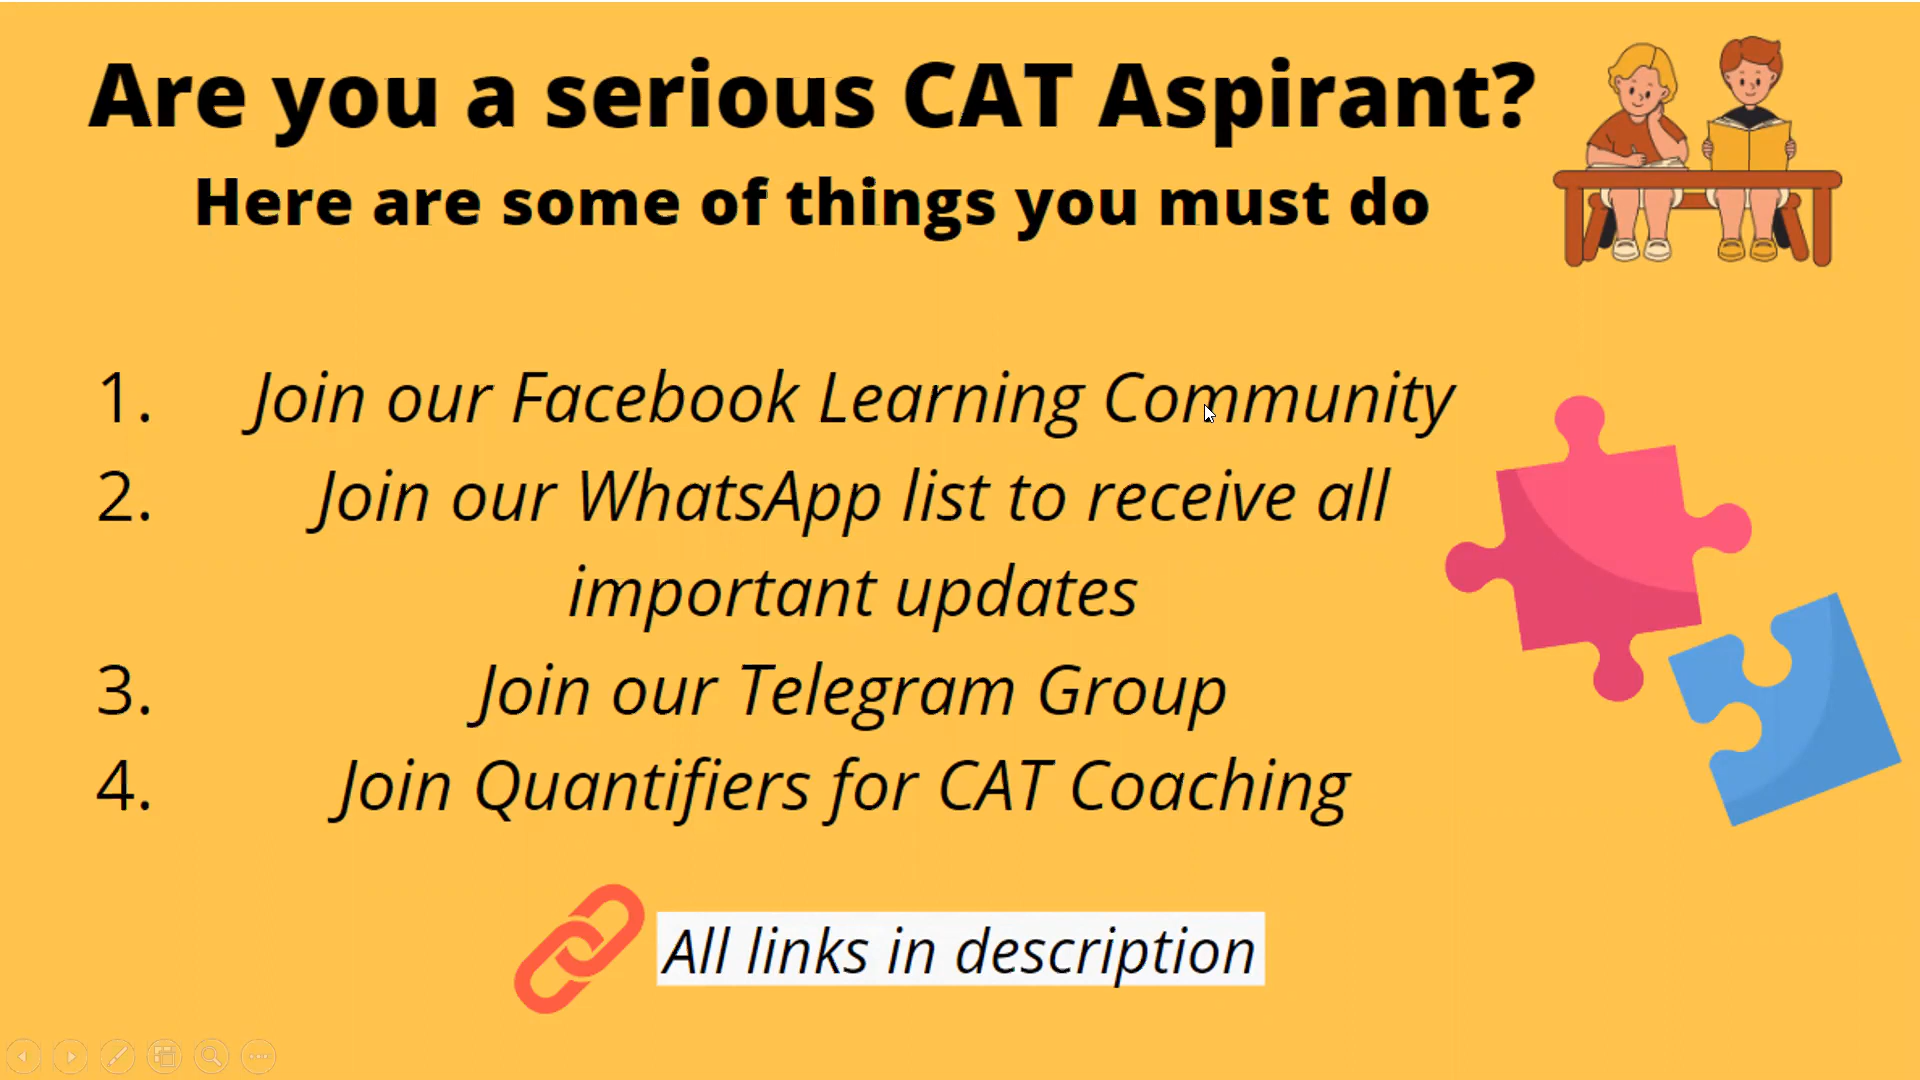 Are you a serious CAT Aspirant?
Here are some of things you must do
1. Join our Facebook Learning Community
2. Join our WhatsApp list to receive all
important updates
3. Join our Telegram Group
4. Join Quantifiers for CAT Coaching
All links in description